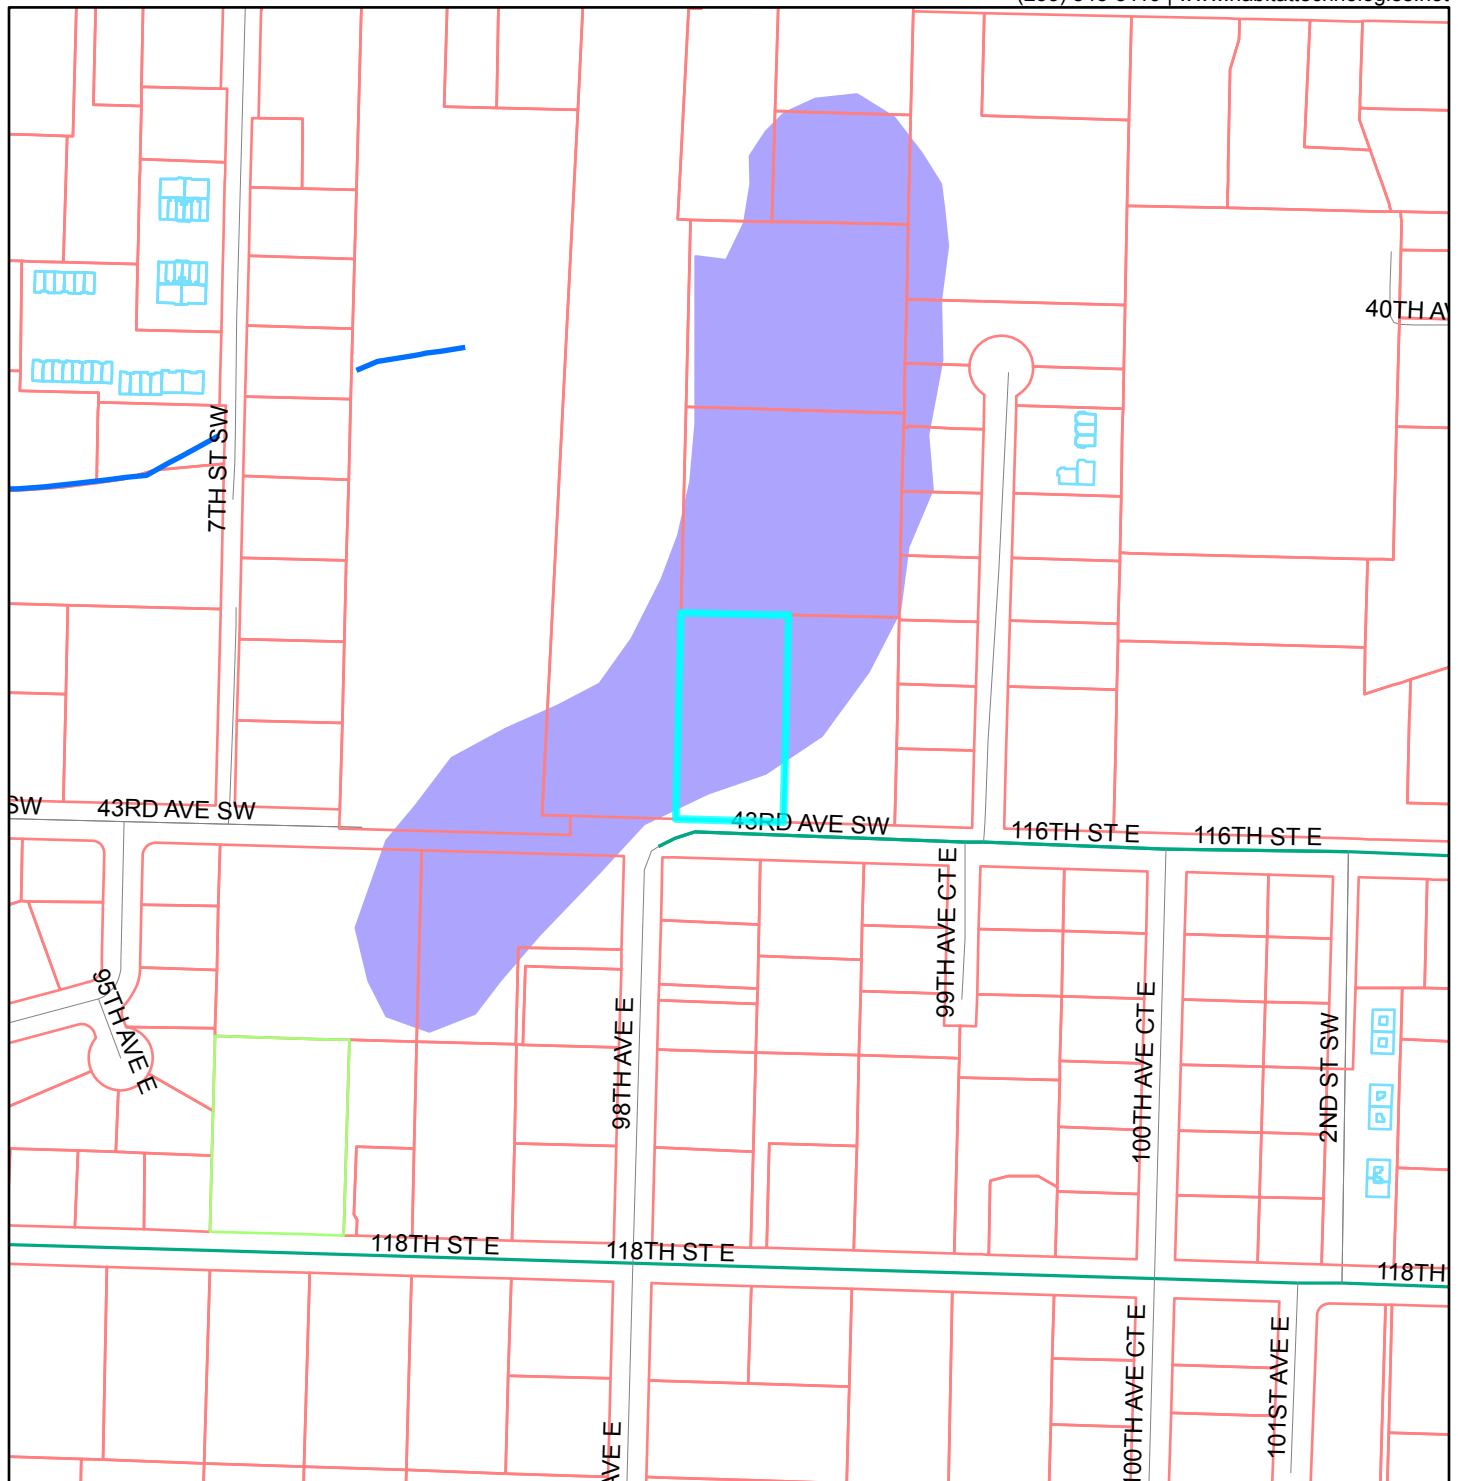 40TH AV
7TH ST SW
SW
43RD AVE SW
43RD AVE SW
116TH ST E
116TH ST E
99TH AVE CT E
95TH AVE E
98TH AVE E
100TH AVE CT E
2ND ST SW
118TH ST E
118TH ST E
118TH
100TH AVE CT E
101ST AVE E
AVE E